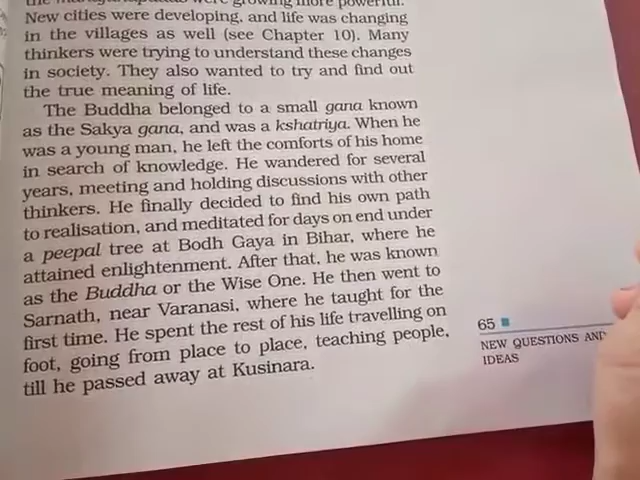 the mahajanapadas were growing more powerful.
New cities were developing, and life was changing
in the villages as well (see Chapter 10). Many
thinkers were trying to understand these changes
in society. They also wanted to try and find out
the true meaning of life.
The Buddha belonged to a small gana known
as the Sakya gana, and was a kshatriya. When he
was a young man, he left the comforts of his home
in search of knowledge. He wandered for several
years, meeting and holding discussions with other
thinkers. He finally decided to find his own path
to realisation, and meditated for days on end under
a peepal tree at Bodh Gaya in Bihar, where he
attained enlightenment. After that, he was known
as the Buddha or the Wise One. He then went to
Sarnath, near Varanasi, where he taught for the
first time. He spent the rest of his life travelling on
foot, going from place to place, teaching people,
till he passed away at Kusinara.
65
NEW QUESTIONS AND
IDEAS